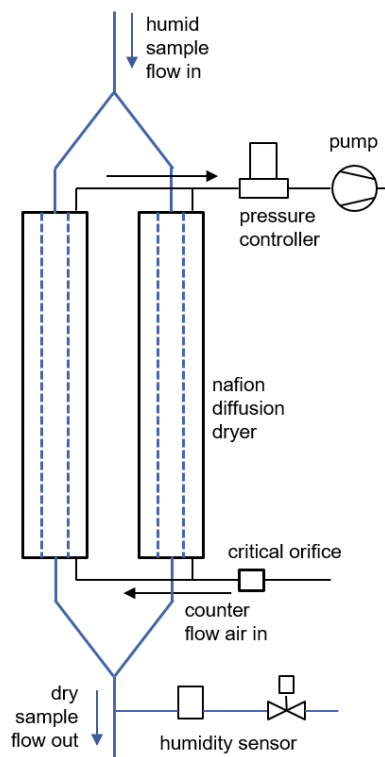 humid
sample
flow in
pump
pressure
controller
nafion
diffusion
dryer
critical orifice
counter
flow air in
dry
sample
flow out
humidity sensor